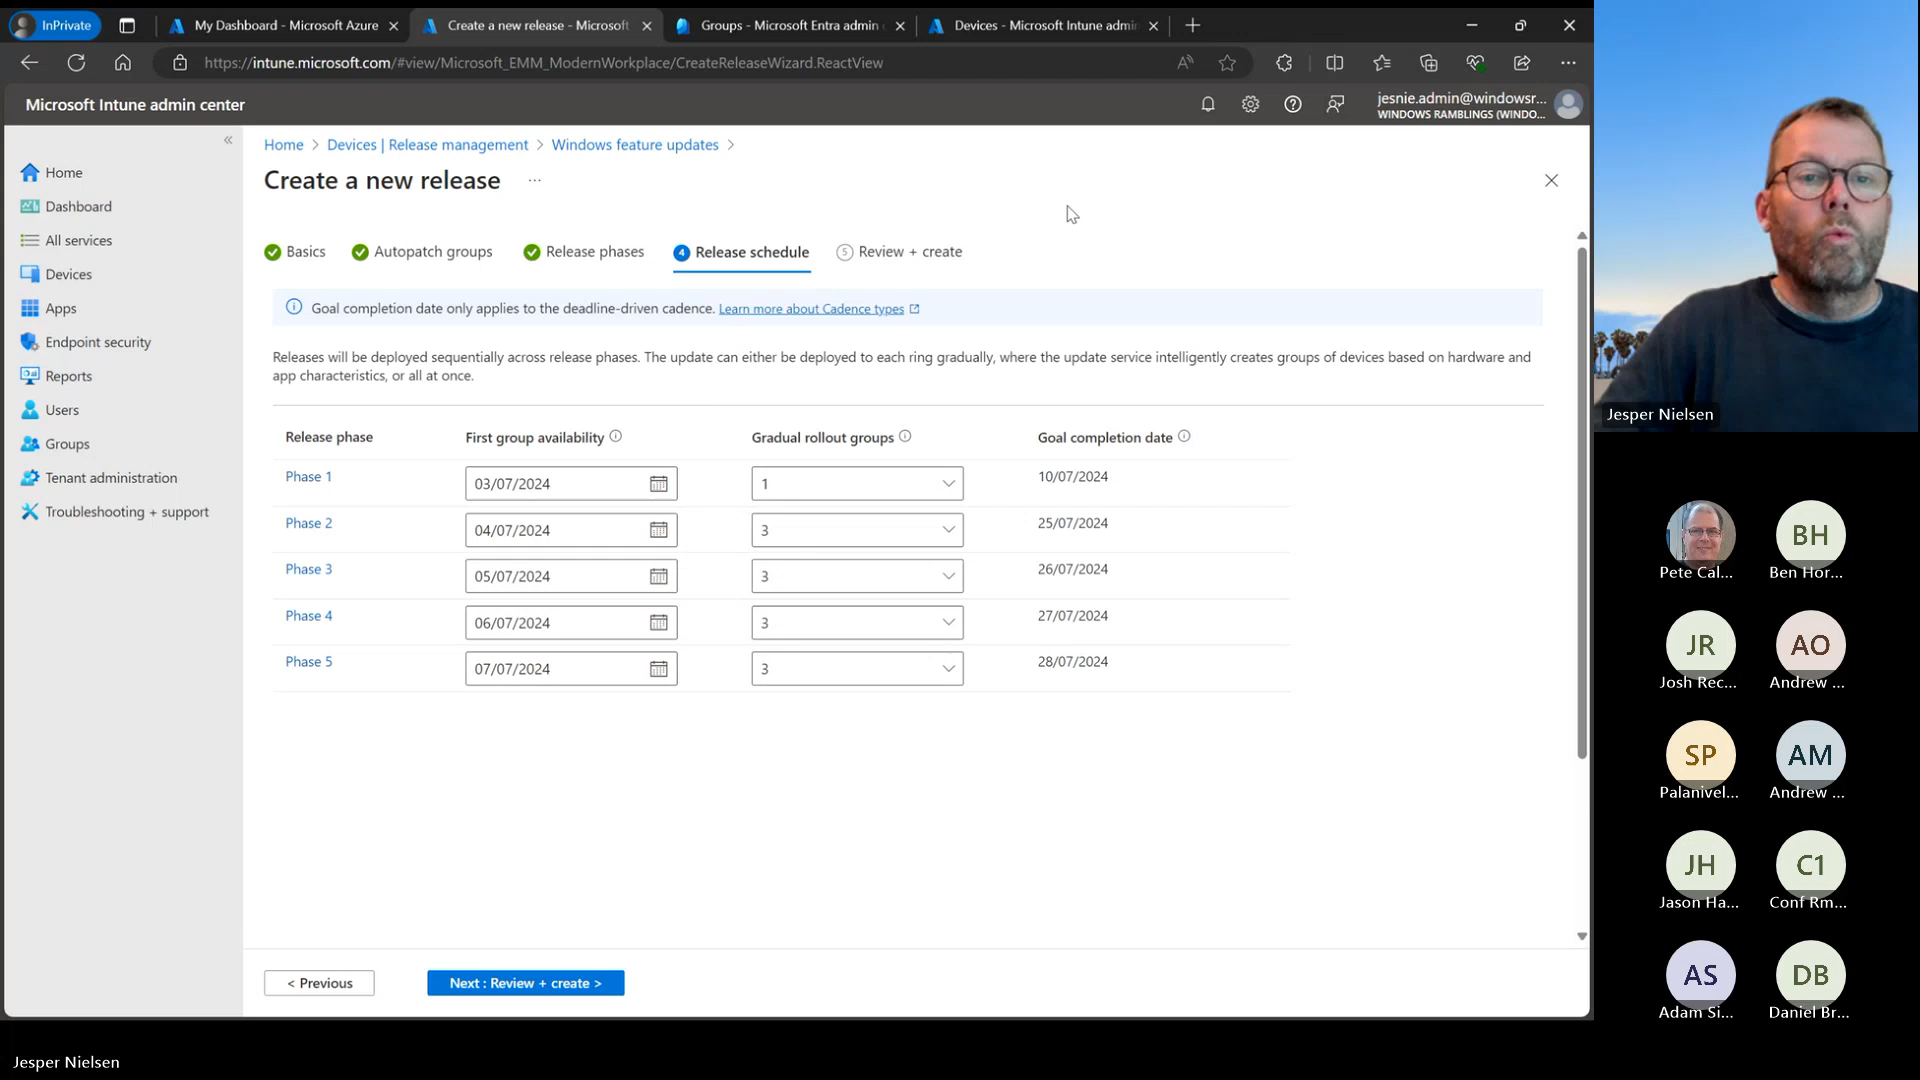 InPrivate
My Dashboard - Microsoft Azure
Create a new release - Microsoft
Groups - Microsoft Entra admin
Devices - Microsoft Intune admin
https://intune.microsoft.com/#view/Microsoft_EMM_ModernWorkplace/CreateReleaseWizard.ReactView
Microsoft Intune admin center
jesnie.admin@windowsr...
WINDOWS RAMBLINGS (WINDO...
Home
Dashboard
All services
Devices
Apps
Endpoint security
Reports
Users
Groups
Tenant administration
Troubleshooting + support
Home > Devices | Release management > Windows feature updates >
Create a new release ...
Basics
Autopatch groups
Release phases
4 Release schedule
5 Review + create
Goal completion date only applies to the deadline-driven cadence. Learn more about Cadence types
Releases will be deployed sequentially across release phases. The update can either be deployed to each ring gradually, where the update service intelligently creates groups of devices based on hardware and
app characteristics, or all at once.
Release phase First group availability Gradual rollout groups Goal completion date
Phase 1 03/07/2024 1 10/07/2024
Phase 2 04/07/2024 3 25/07/2024
Phase 3 05/07/2024 3 26/07/2024
Phase 4 06/07/2024 3 27/07/2024
Phase 5 07/07/2024 3 28/07/2024
< Previous
Next : Review + create >
Jesper Nielsen
Pete Cal...
BH
Ben Hor...
JR
Josh Rec...
AO
Andrew ...
SP
Palanivel...
AM
Andrew ...
JH
Jason Ha...
C1
Conf Rm...
AS
Adam Si...
DB
Daniel Br...
Jesper Nielsen